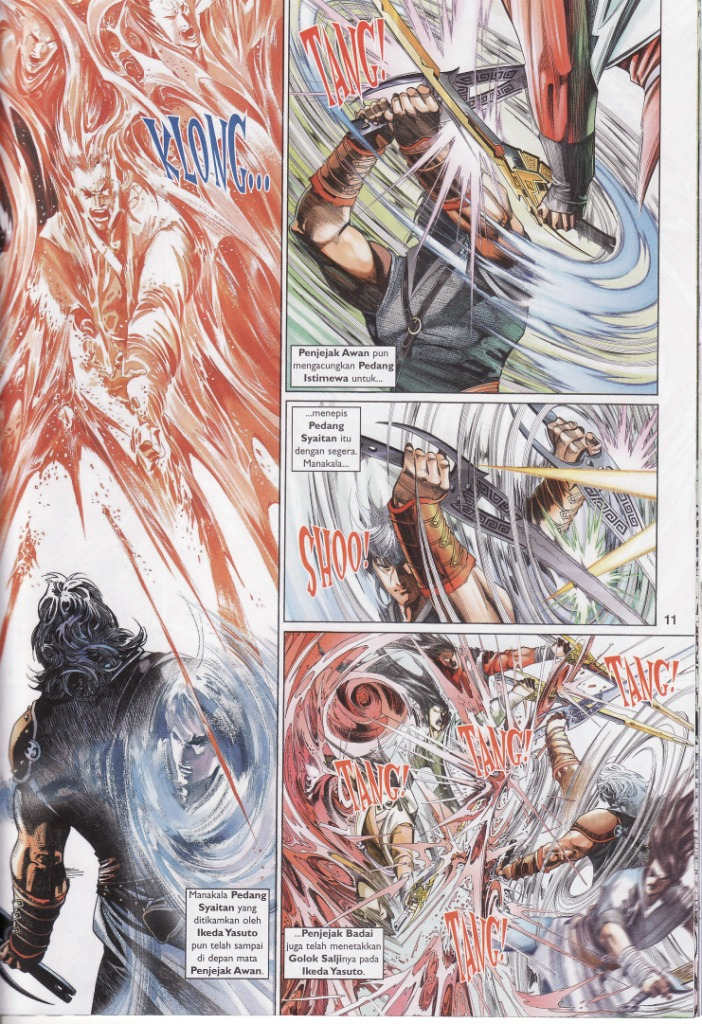 KLONG...
Manakala Pedang
Syaitan yang
ditikamkan oleh
Ikeda Yasuto
pun telah sampai
di depan mata
Penjejak Awan.
TANG!
Penjejak Awan pun
mengacungkan Pedang
Istimewa untuk...
...menepis
Pedang
Syaitan itu
dengan segera.
Manakala...
SHOO!
11
TANG!
TANG!
TANG!
TANG!
...Penjejak Badai
juga telah menetakkan
Golok Saljinya pada
Ikeda Yasuto.